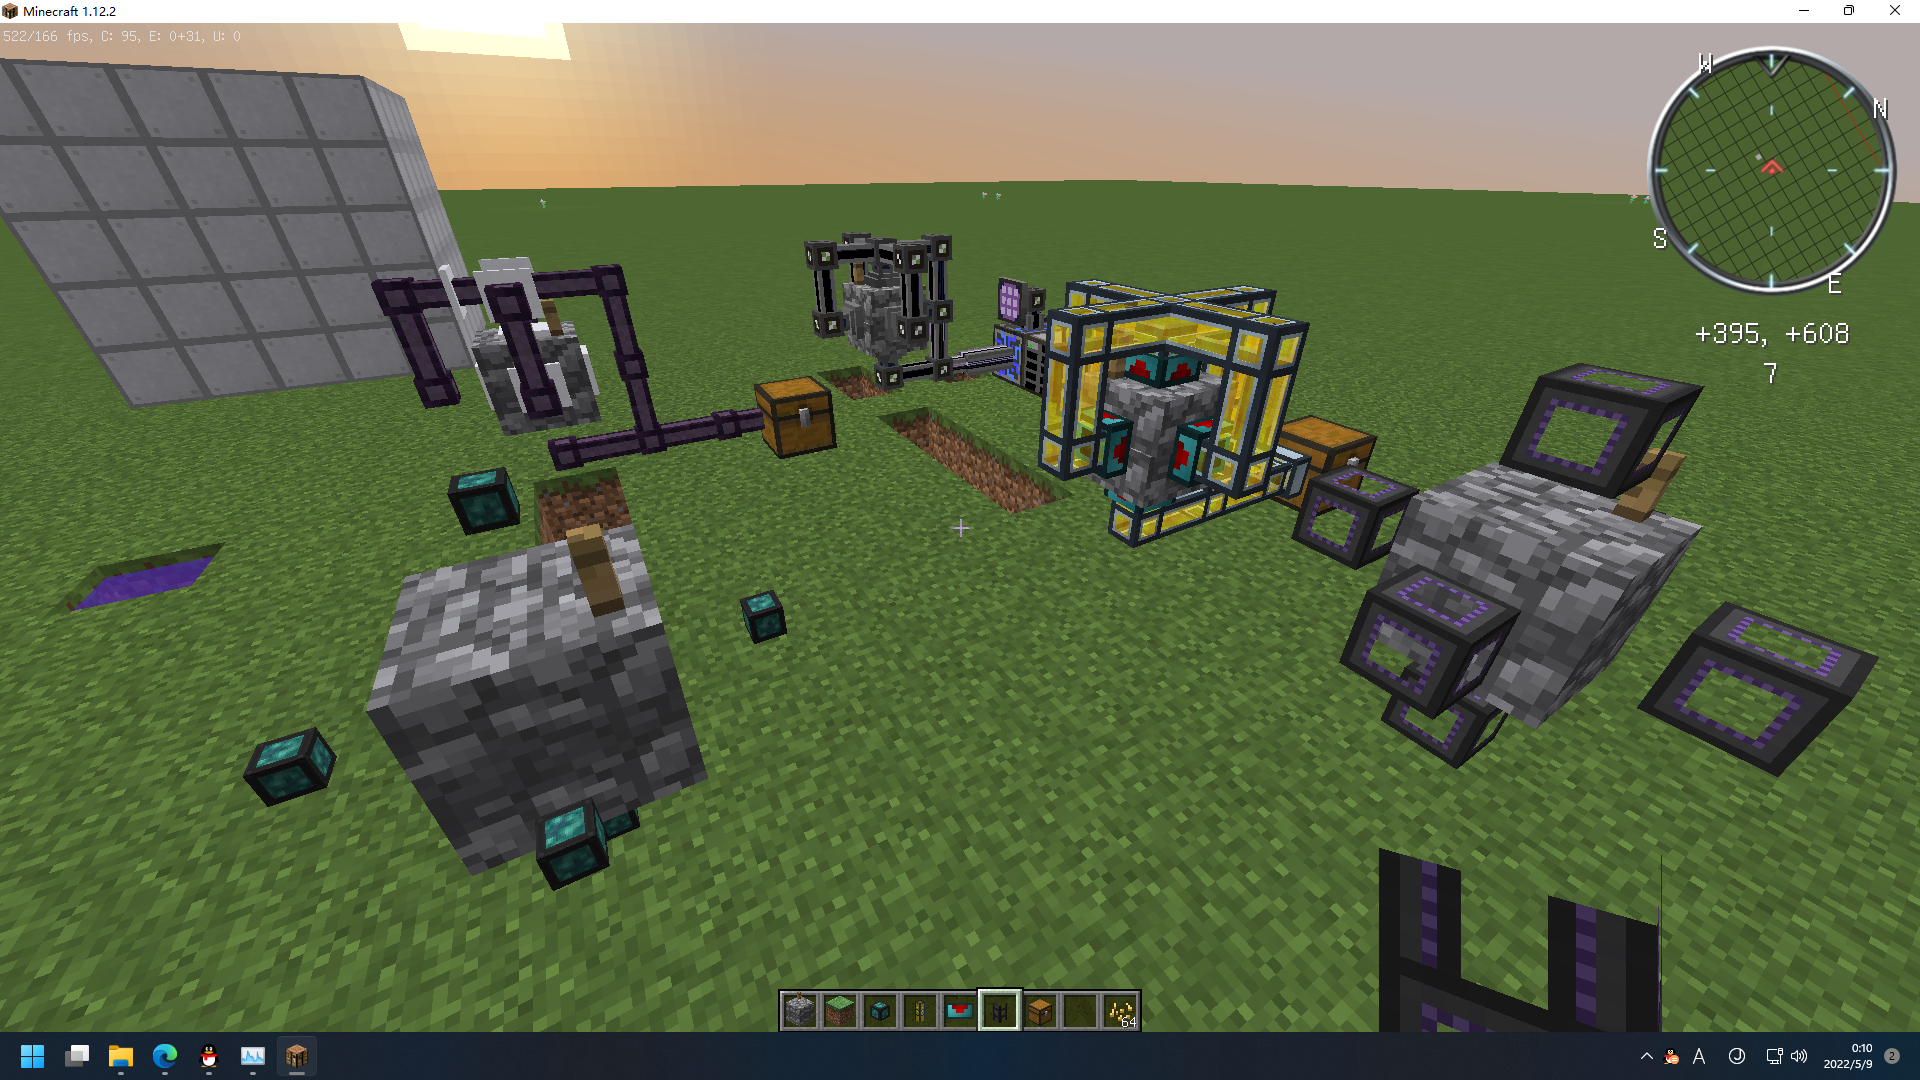 Minecraft 1.12.2
522/166 fps, C: 95, E: 0+31, U: 0
W
N
S
E
+395, +608
7
64
A
0:10
2022/5/9
2